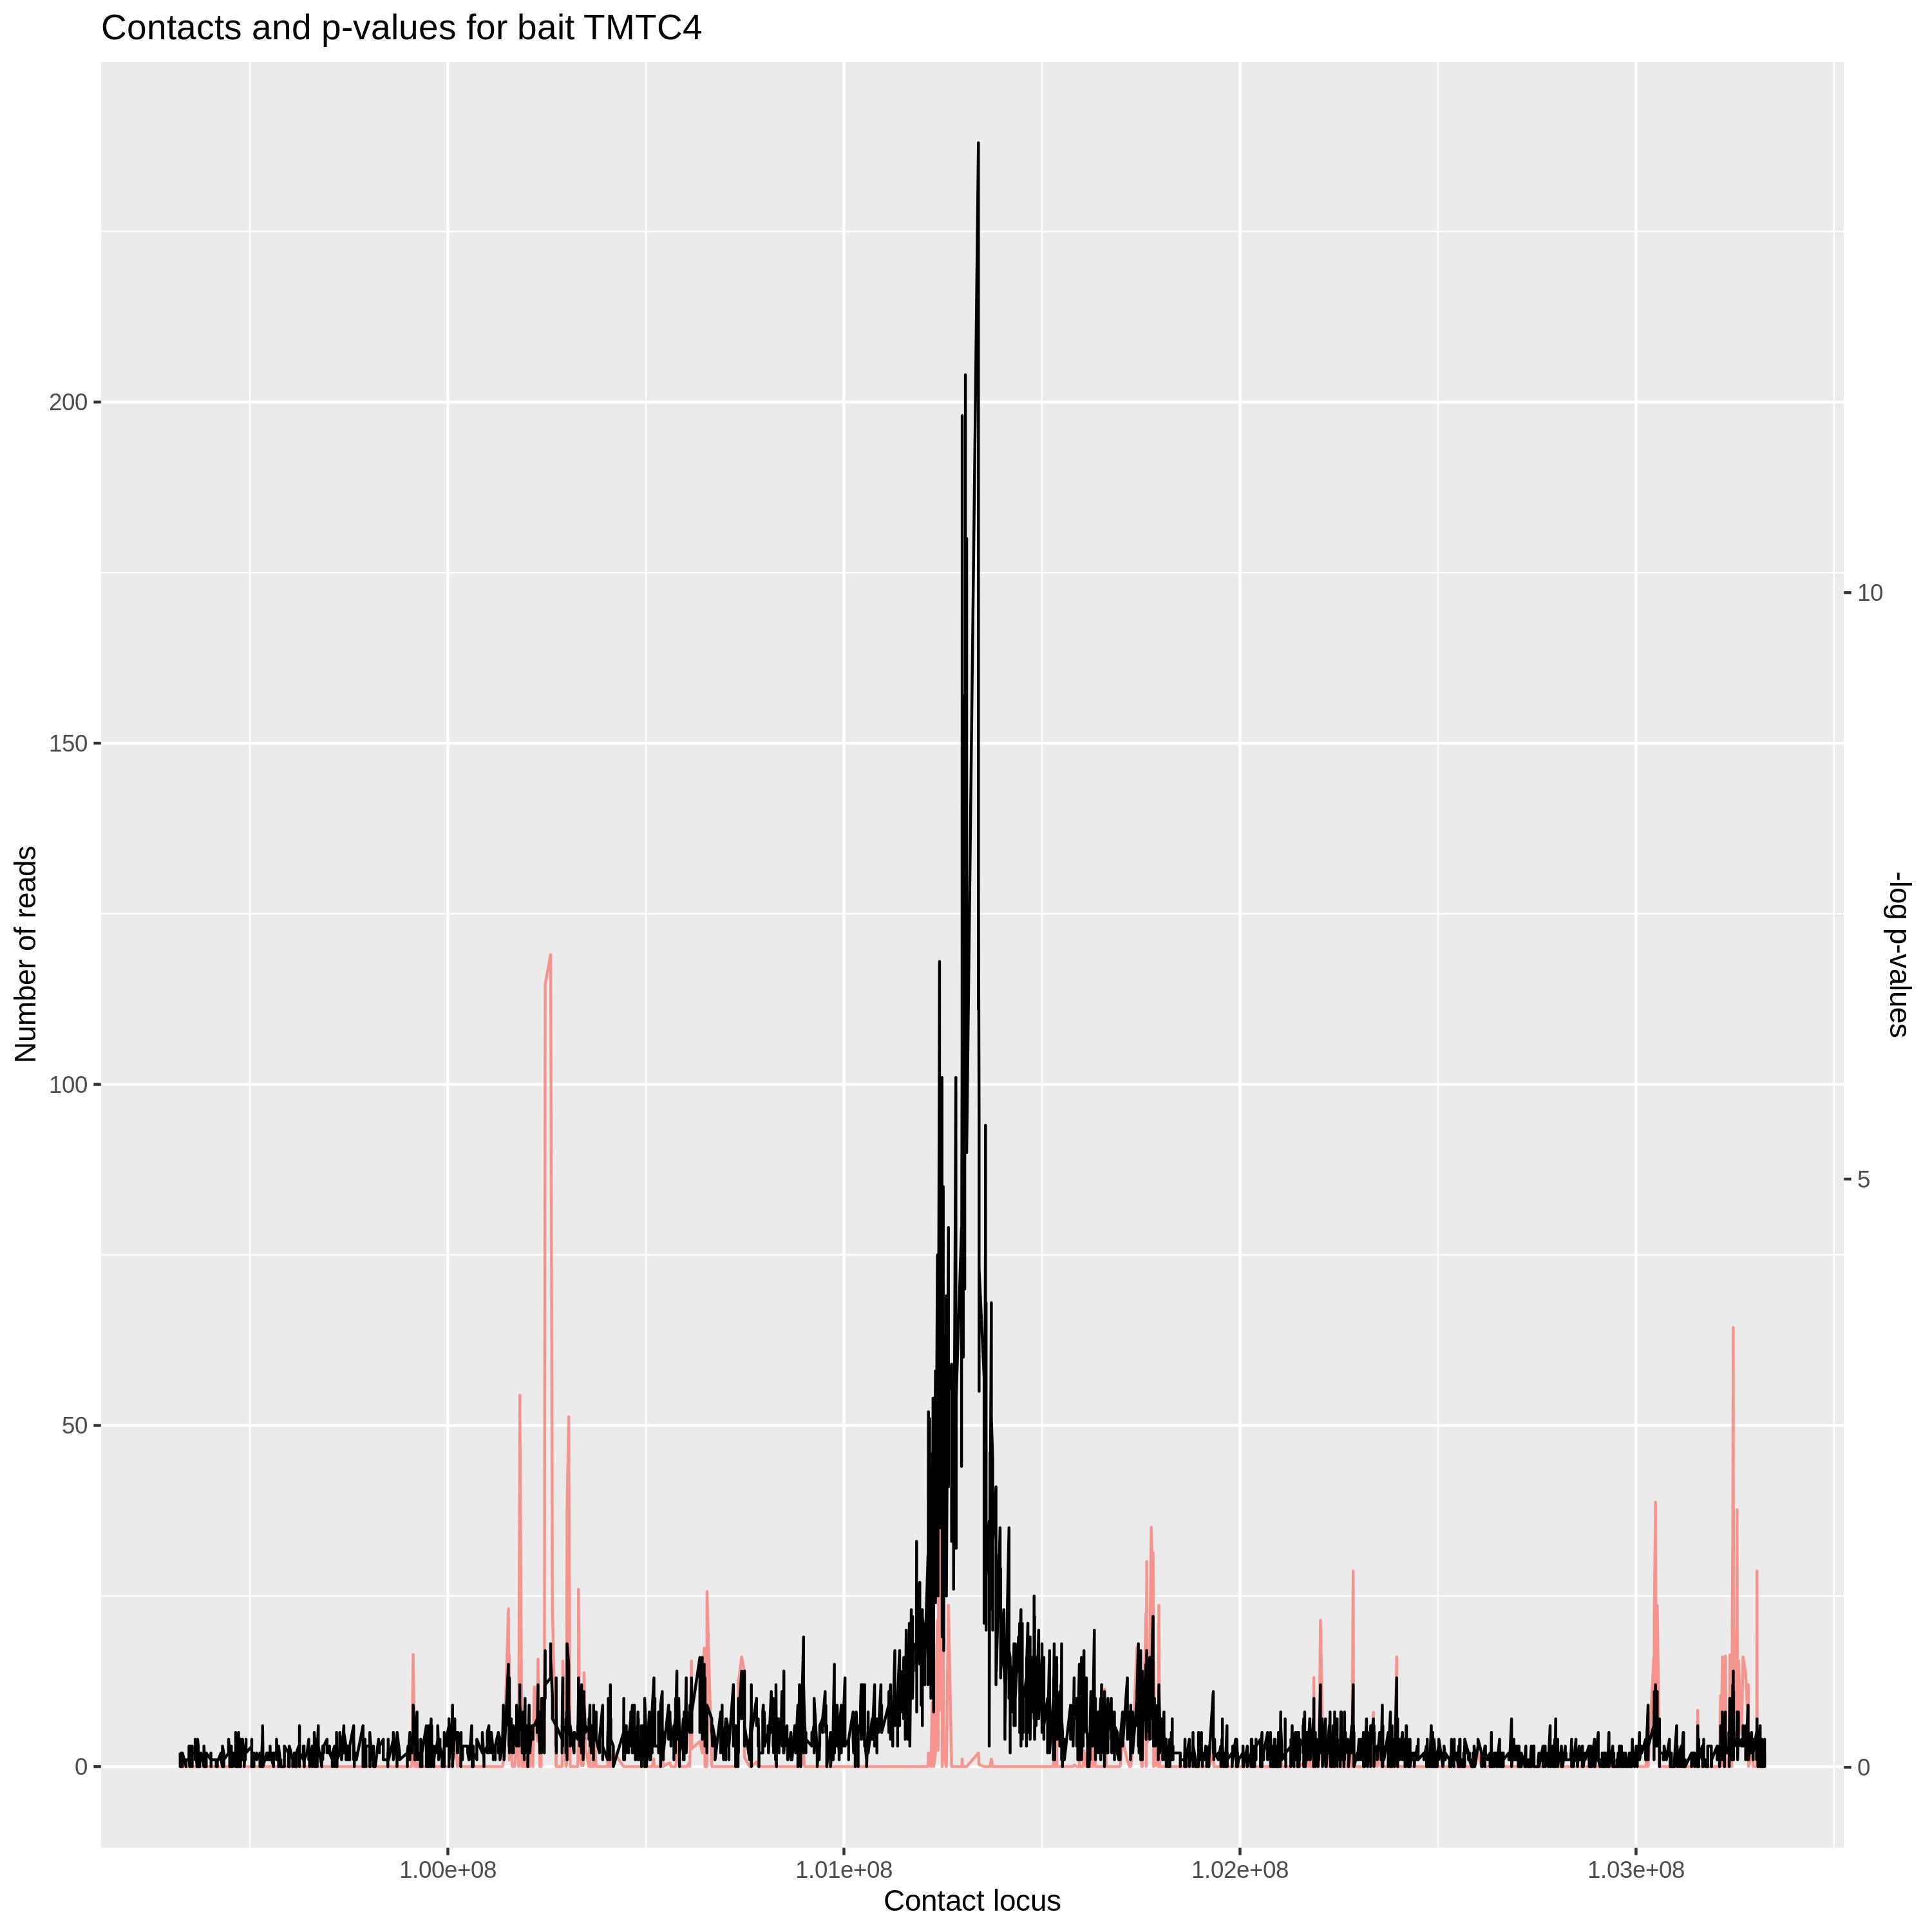 Contacts and p-values for bait TMTC4
Number of reads
200
150
100
50
0
10
5
0
-log p-values
1.00e+08
1.01e+08
1.02e+08
1.03e+08
Contact locus